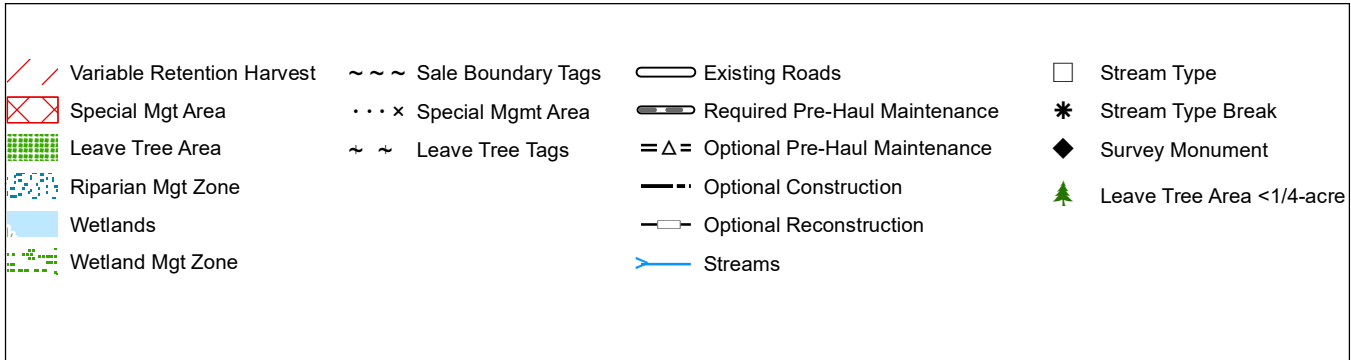 Variable Retention Harvest
Special Mgt Area
Leave Tree Area
Riparian Mgt Zone
Wetlands
Wetland Mgt Zone
Sale Boundary Tags
Special Mgmt Area
Leave Tree Tags
Existing Roads
Required Pre-Haul Maintenance
Optional Pre-Haul Maintenance
Optional Construction
Optional Reconstruction
Streams
Stream Type
Stream Type Break
Survey Monument
Leave Tree Area <1/4-acre